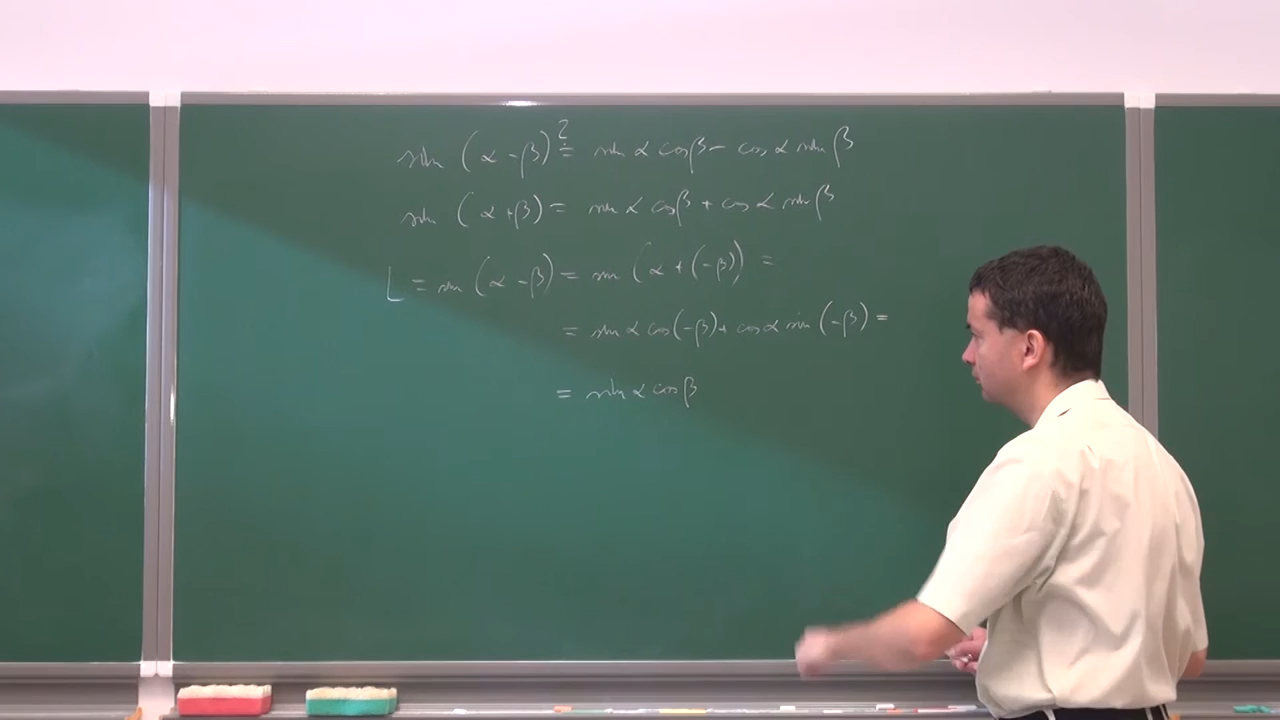 sin (α - β) ?= sin α cos β - cos α sin β
sin (α + β) = sin α cos β + cos α sin β
L = sin (α - β) = sin (α + (-β)) =
= sin α cos (-β) + cos α sin (-β) =
= sin α cos β